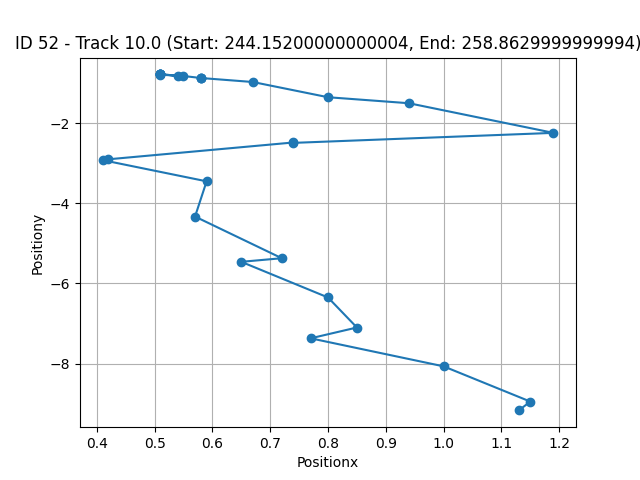 ID 52 - Track 10.0 (Start: 244.15200000000004, End: 258.8629999999994)
−2
−4
−6
−8
Positiony
0.4 0.5 0.6 0.7 0.8 0.9 1.0 1.1 1.2
Positionx